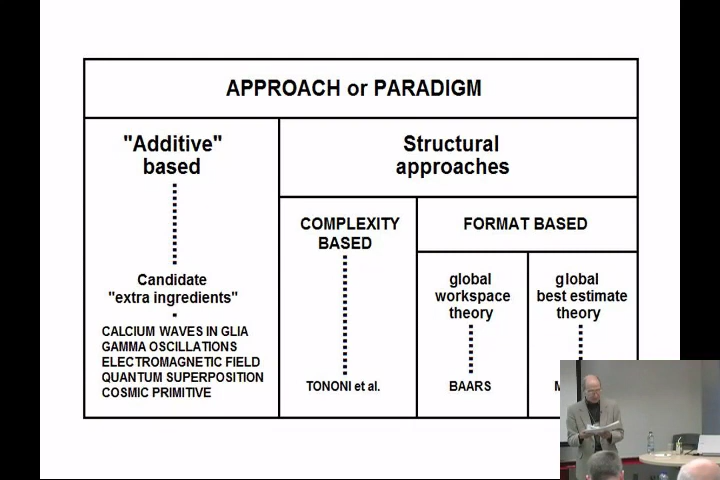 APPROACH or PARADIGM
"Additive"
based
Structural
approaches
COMPLEXITY
BASED
FORMAT BASED
Candidate
"extra ingredients"
global
workspace
theory
global
best estimate
theory
CALCIUM WAVES IN GLIA
GAMMA OSCILLATIONS
ELECTROMAGNETIC FIELD
QUANTUM SUPERPOSITION
COSMIC PRIMITIVE
TONONI et al.
BAARS